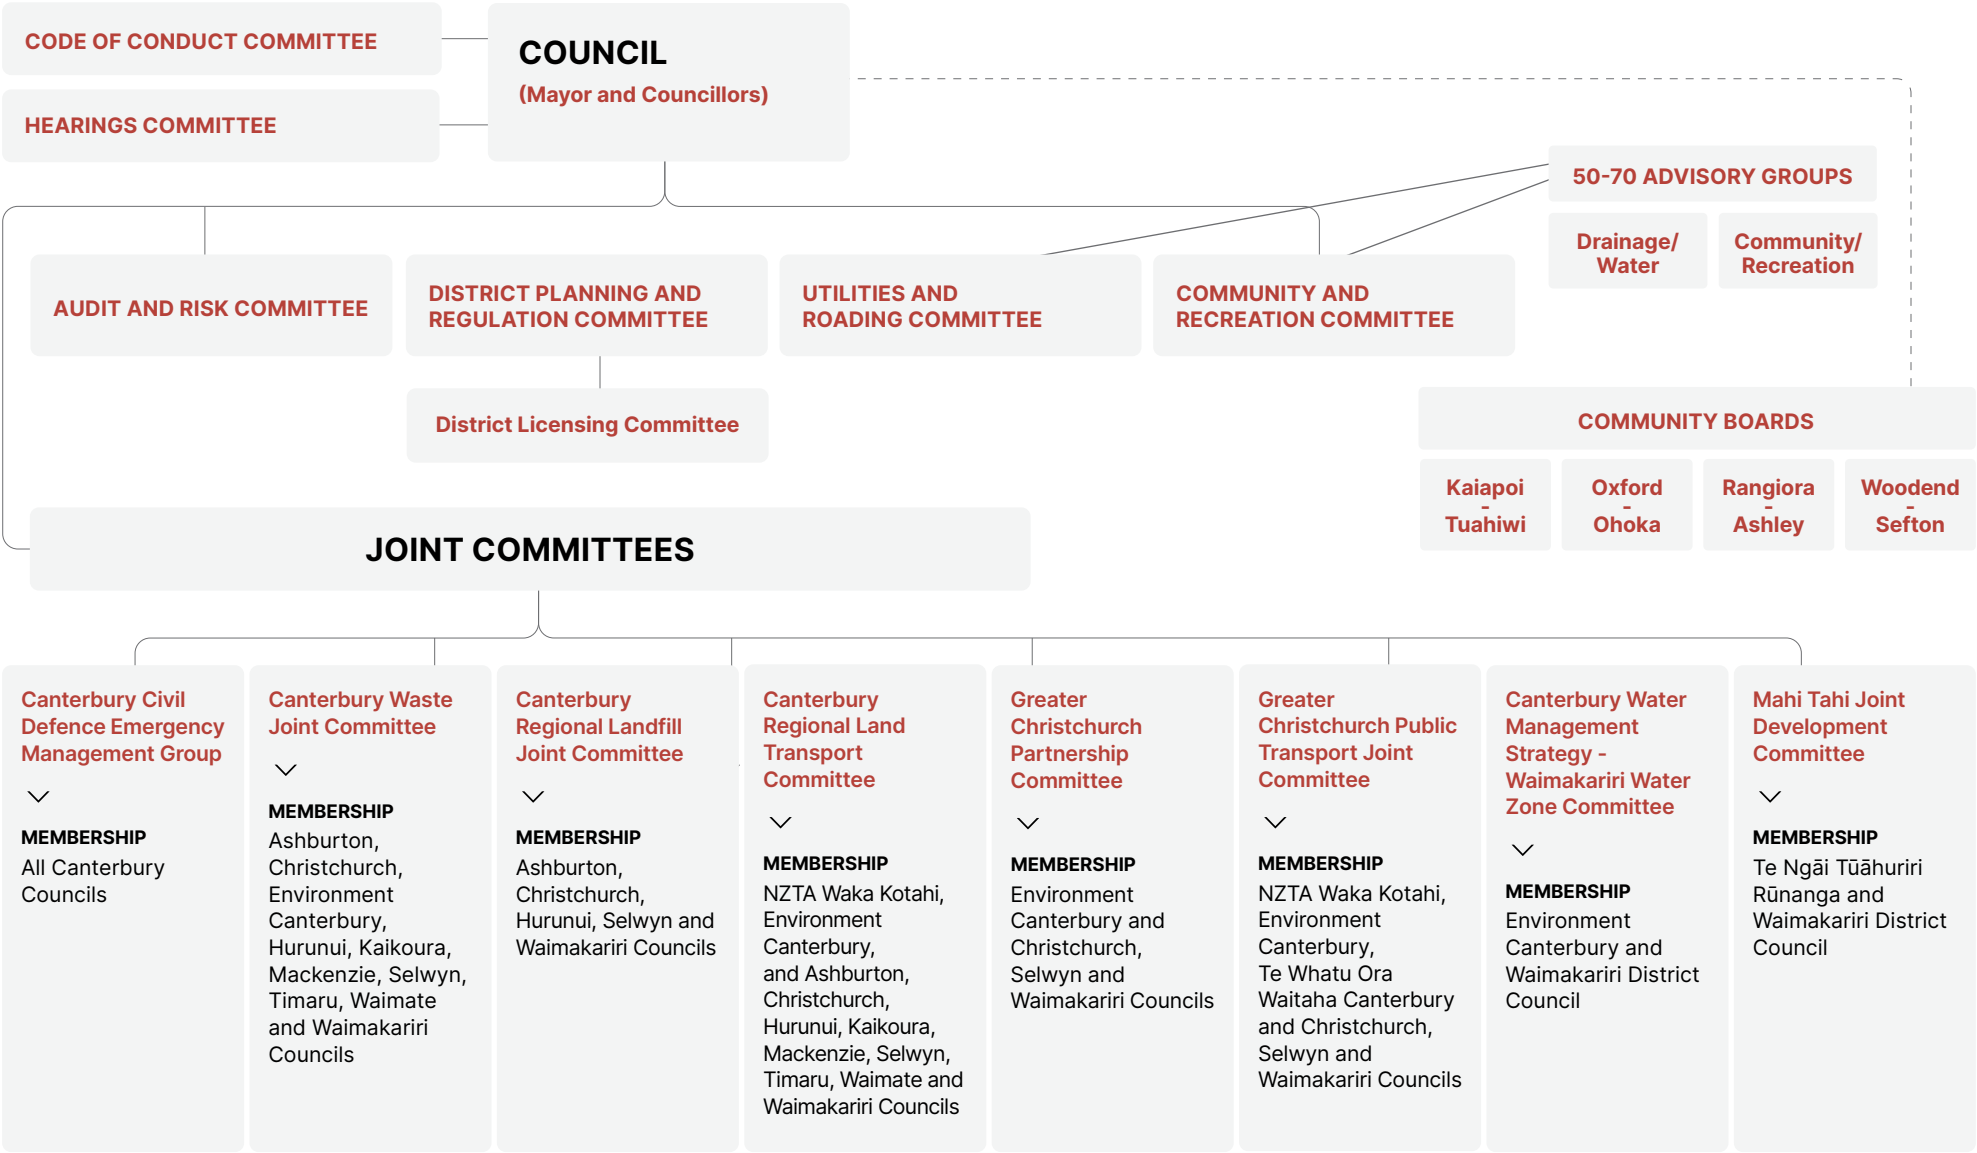 CODE OF CONDUCT COMMITTEE
HEARINGS COMMITTEE
COUNCIL
(Mayor and Councillors)
50-70 ADVISORY GROUPS
Drainage/
Water
Community/
Recreation
AUDIT AND RISK COMMITTEE
DISTRICT PLANNING AND
REGULATION COMMITTEE
UTILITIES AND
ROADING COMMITTEE
COMMUNITY AND
RECREATION COMMITTEE
District Licensing Committee
COMMUNITY BOARDS
Kaiapoi
-
Tuahiwi
Oxford
-
Ohoka
Rangiora
-
Ashley
Woodend
-
Sefton
JOINT COMMITTEES
Canterbury Civil
Defence Emergency
Management Group
MEMBERSHIP
All Canterbury
Councils
Canterbury Waste
Joint Committee
MEMBERSHIP
Ashburton,
Christchurch,
Environment
Canterbury,
Hurunui, Kaikoura,
Mackenzie, Selwyn,
Timaru, Waimate
and Waimakariri
Councils
Canterbury
Regional Landfill
Joint Committee
MEMBERSHIP
Ashburton,
Christchurch,
Hurunui, Selwyn and
Waimakariri Councils
Canterbury
Regional Land
Transport
Committee
MEMBERSHIP
NZTA Waka Kotahi,
Environment
Canterbury,
and Ashburton,
Christchurch,
Hurunui, Kaikoura,
Mackenzie, Selwyn,
Timaru, Waimate and
Waimakariri Councils
Greater
Christchurch
Partnership
Committee
MEMBERSHIP
Environment
Canterbury and
Christchurch,
Selwyn and
Waimakariri Councils
Greater
Christchurch Public
Transport Joint
Committee
MEMBERSHIP
NZTA Waka Kotahi,
Environment
Canterbury,
Te Whatu Ora
Waitaha Canterbury
and Christchurch,
Selwyn and
Waimakariri Councils
Canterbury Water
Management
Strategy -
Waimakariri Water
Zone Committee
MEMBERSHIP
Environment
Canterbury and
Waimakariri District
Council
Mahi Tahi Joint
Development
Committee
MEMBERSHIP
Te Ngāi Tūāhuriri
Rūnanga and
Waimakariri District
Council